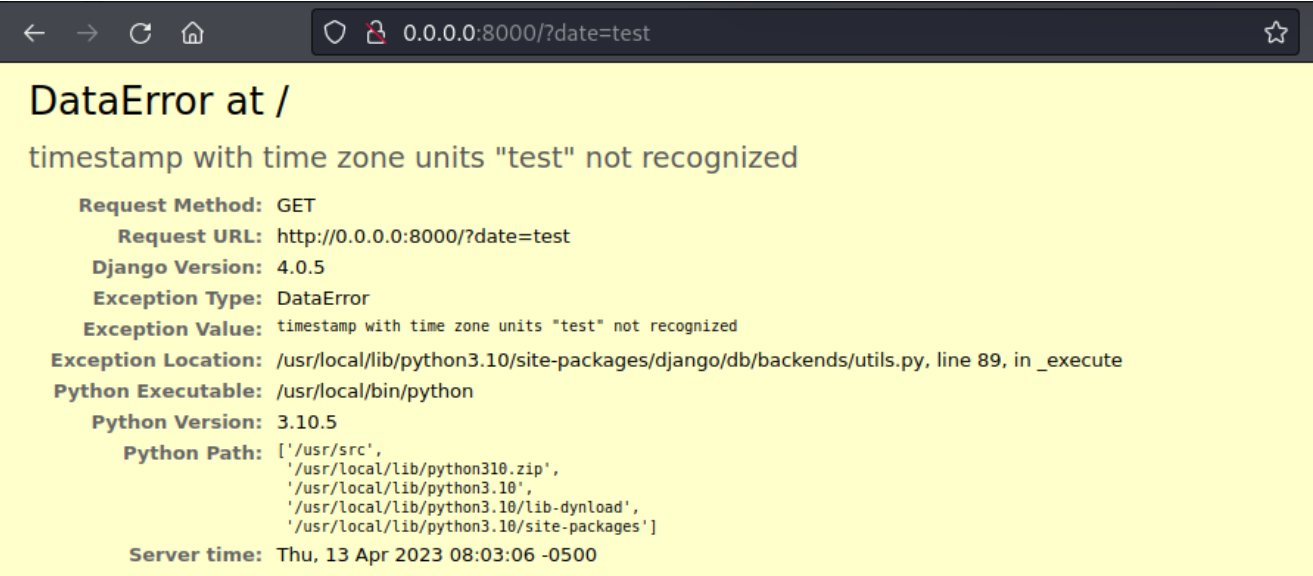 0.0.0.0:8000/?date=test
DataError at /
timestamp with time zone units "test" not recognized
Request Method: GET
Request URL: http://0.0.0.0:8000/?date=test
Django Version: 4.0.5
Exception Type: DataError
Exception Value: timestamp with time zone units "test" not recognized
Exception Location: /usr/local/lib/python3.10/site-packages/django/db/backends/utils.py, line 89, in _execute
Python Executable: /usr/local/bin/python
Python Version: 3.10.5
Python Path: ['/usr/src',
'/usr/local/lib/python310.zip',
'/usr/local/lib/python3.10',
'/usr/local/lib/python3.10/lib-dynload',
'/usr/local/lib/python3.10/site-packages']
Server time: Thu, 13 Apr 2023 08:03:06 -0500